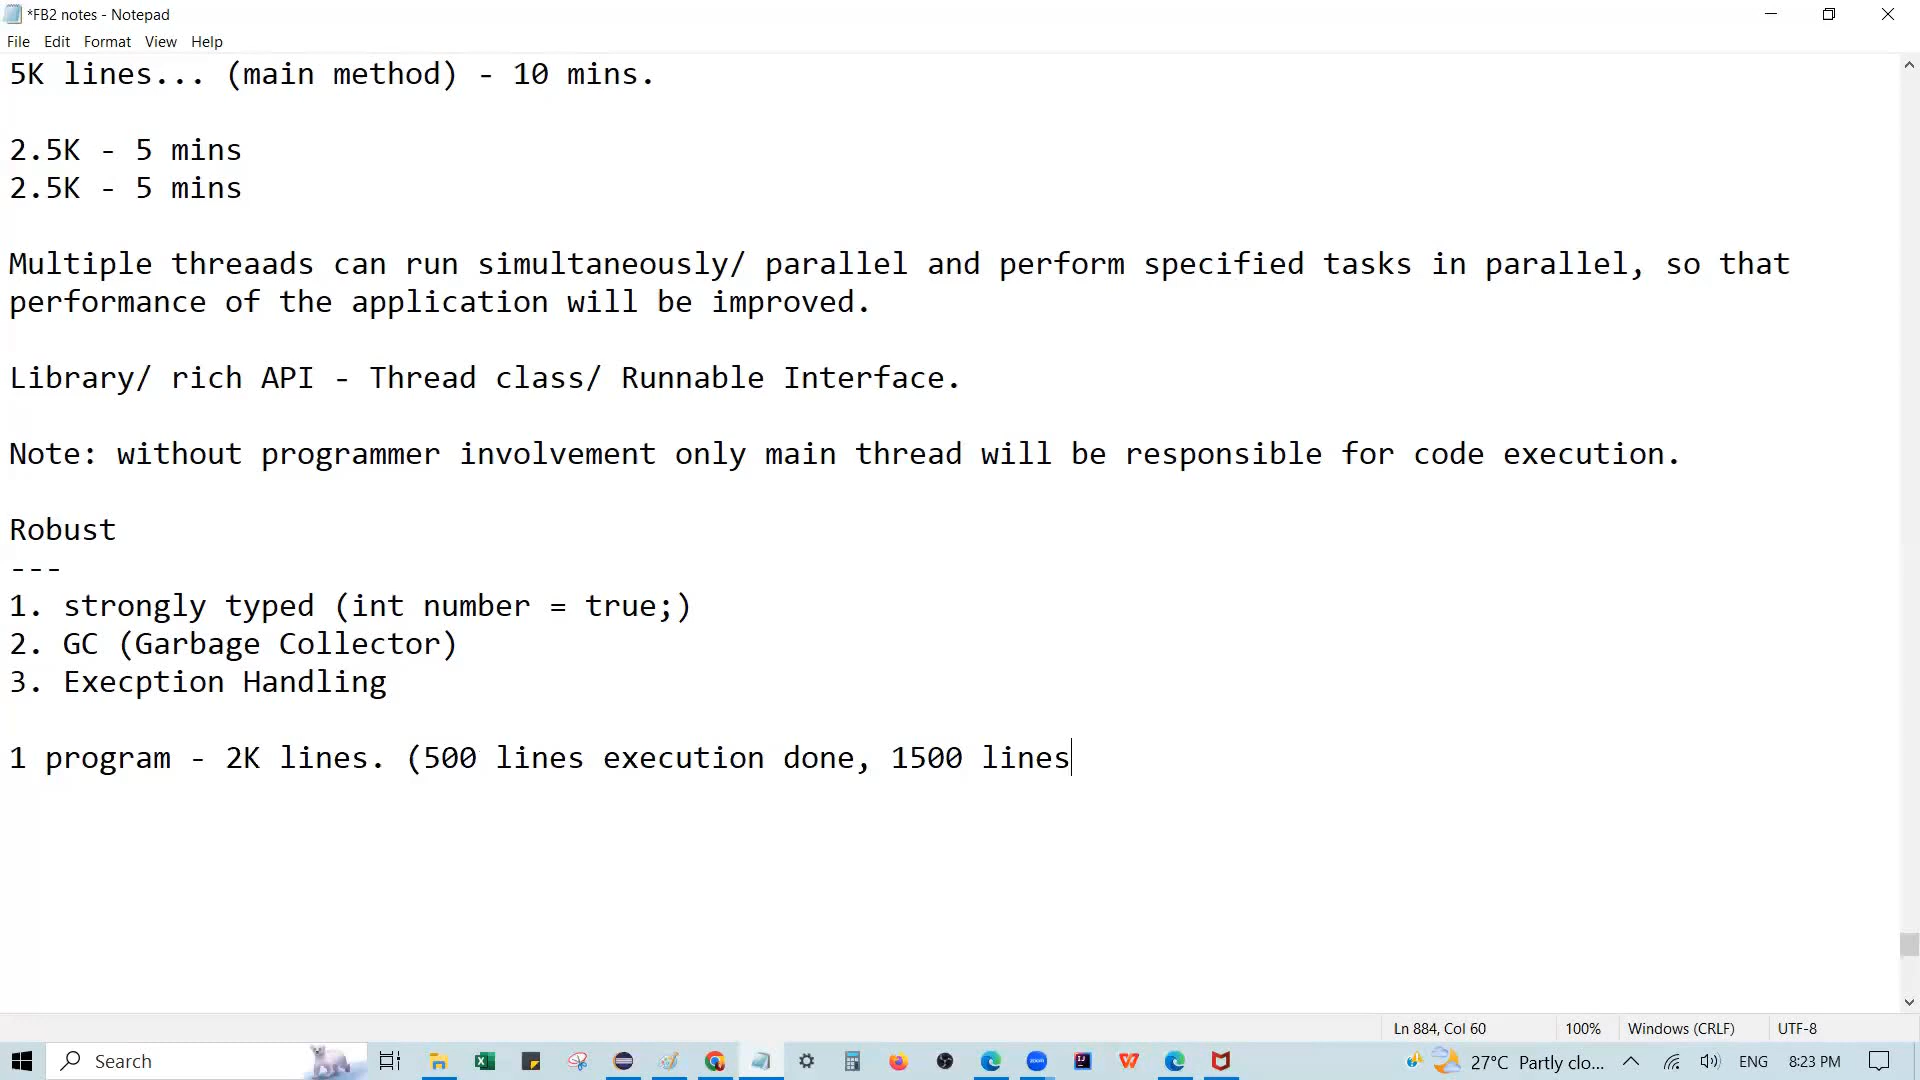 *FB2 notes - Notepad
File Edit Format View Help
5K lines... (main method) - 10 mins.
2.5K - 5 mins
2.5K - 5 mins
Multiple threaads can run simultaneously/ parallel and perform specified tasks in parallel, so that
performance of the application will be improved.
Library/ rich API - Thread class/ Runnable Interface.
Note: without programmer involvement only main thread will be responsible for code execution.
Robust
---
1. strongly typed (int number = true;)
2. GC (Garbage Collector)
3. Execption Handling
1 program - 2K lines. (500 lines execution done, 1500 lines
Ln 884, Col 60 100% Windows (CRLF) UTF-8
Search 27°C Partly clo... ENG 8:23 PM